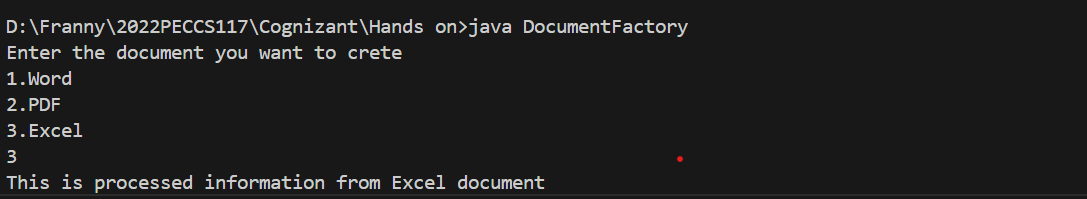 D:\Franny\2022PECCS117\Cognizant\Hands on>java DocumentFactory
Enter the document you want to crete
1.Word
2.PDF
3.Excel
3
This is processed information from Excel document